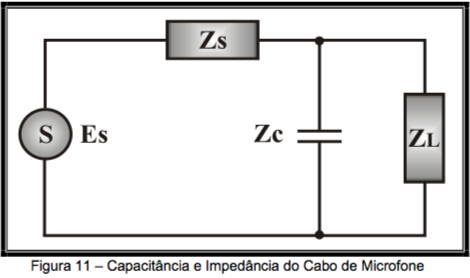 Zs
S Es Zc ZL
Figura 11 – Capacitância e Impedância do Cabo de Microfone